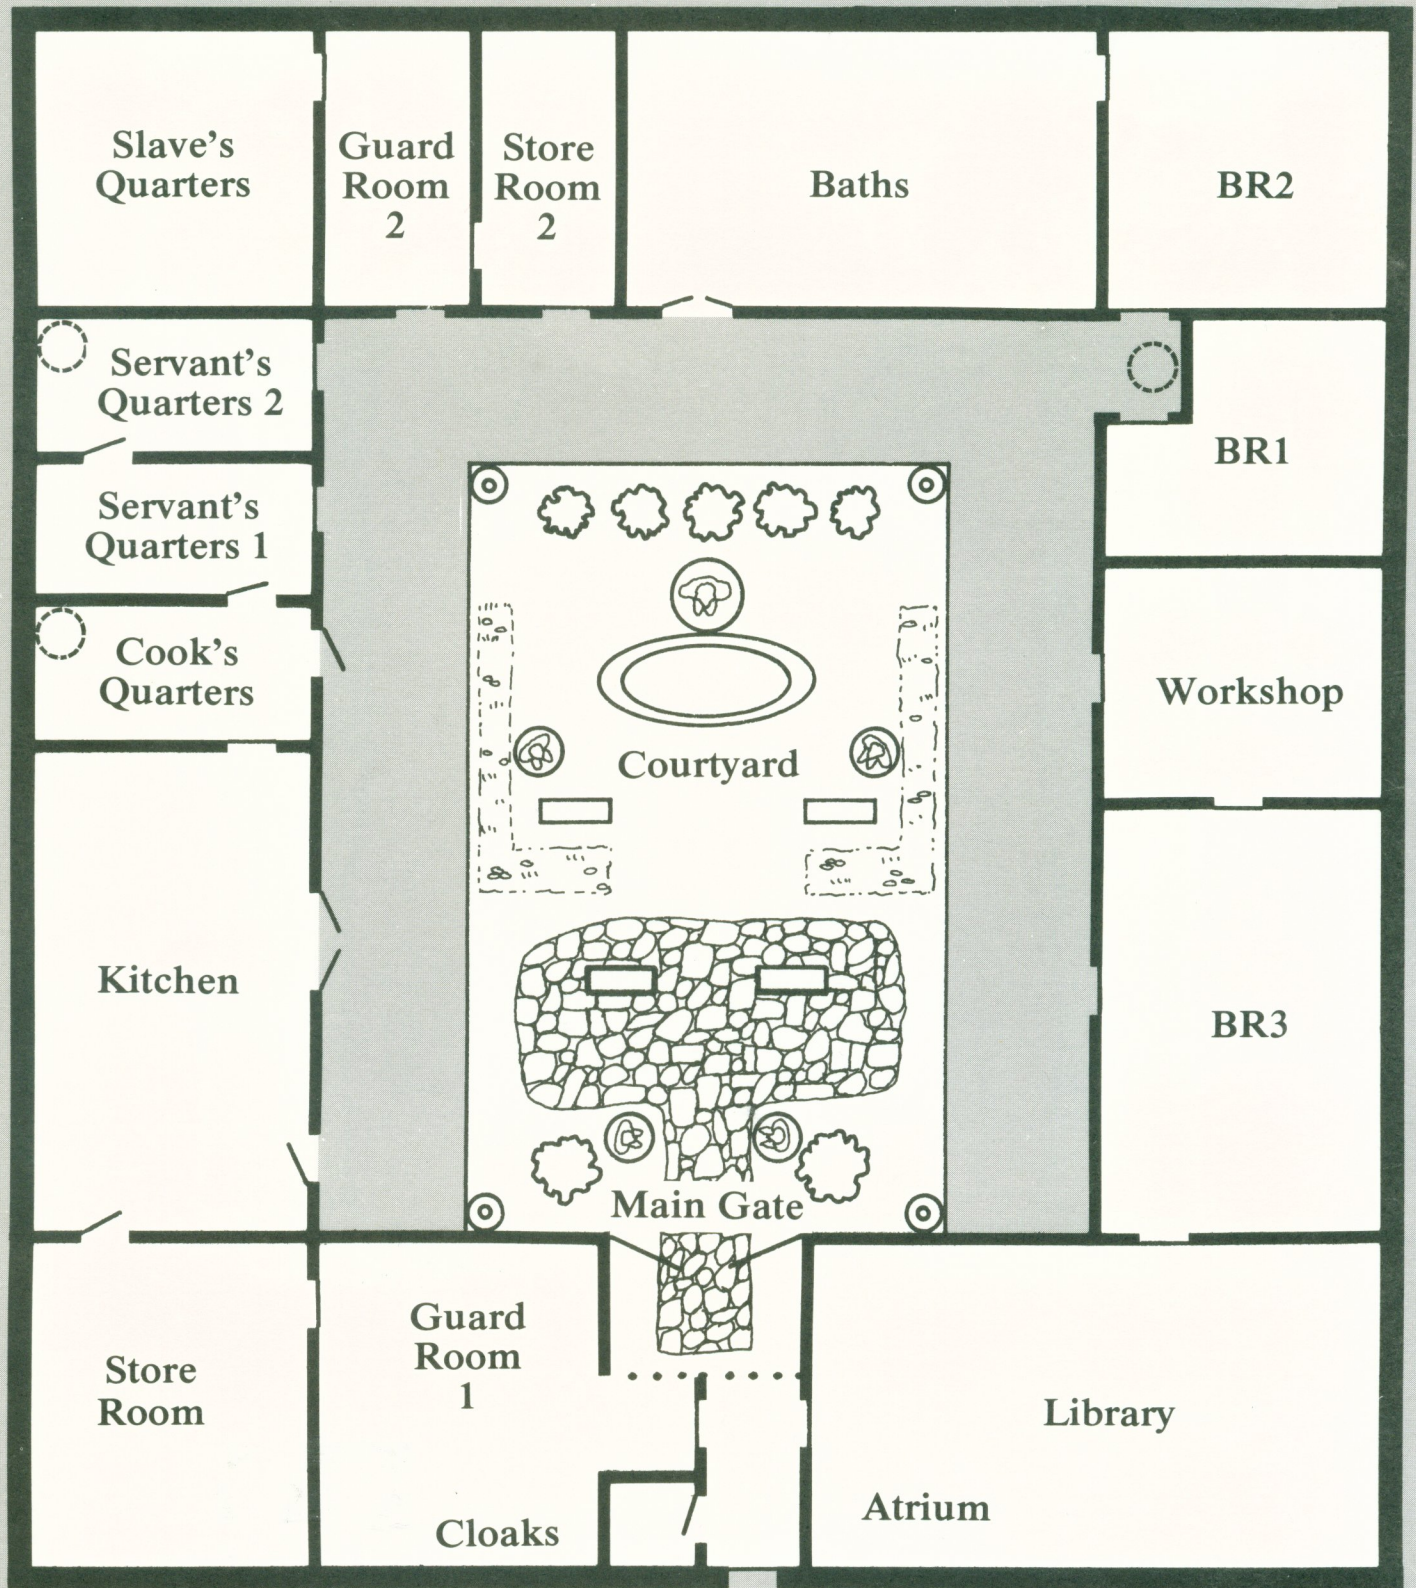 Slave's
Quarters
Guard
Room
2
Store
Room
2
Baths
BR2
Servant's
Quarters 2
BR1
Servant's
Quarters 1
Cook's
Quarters
Workshop
Courtyard
Kitchen
BR3
Main Gate
Guard
Room
1
Store
Room
Library
Atrium
Cloaks